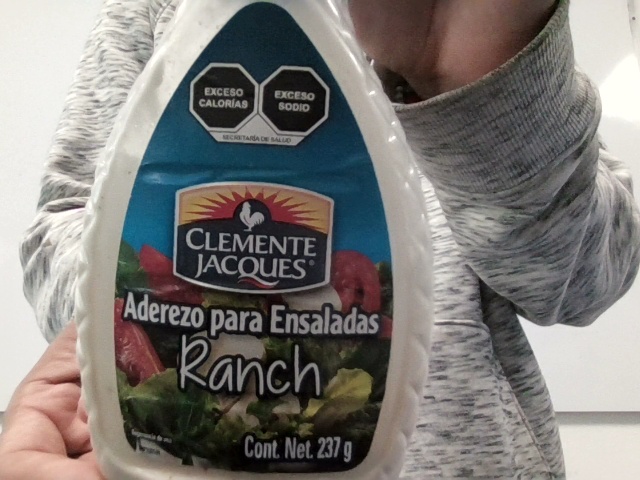 EXCESO
CALORÍAS
EXCESO
SODIO
SECRETARÍA DE SALUD
CLEMENTE
JACQUES®
Aderezo para Ensaladas
Ranch
Cont. Net. 237 g